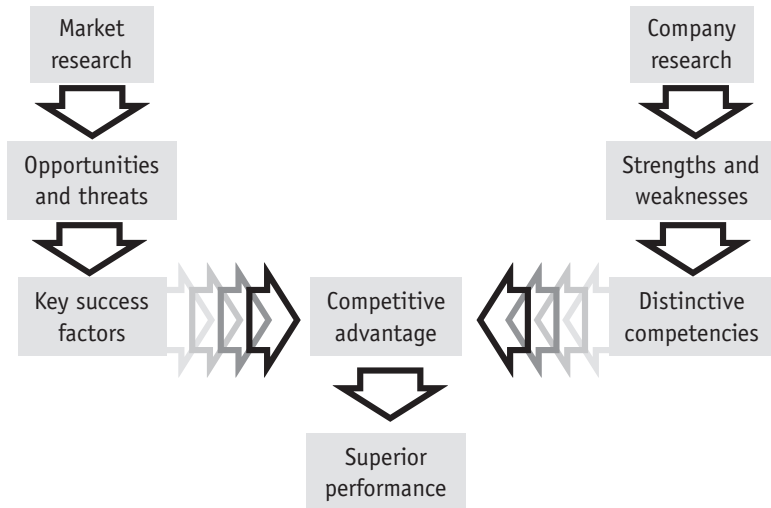 Market
research
Company
research
Opportunities
and threats
Strengths and
weaknesses
Key success
factors
Competitive
advantage
Distinctive
competencies
Superior
performance